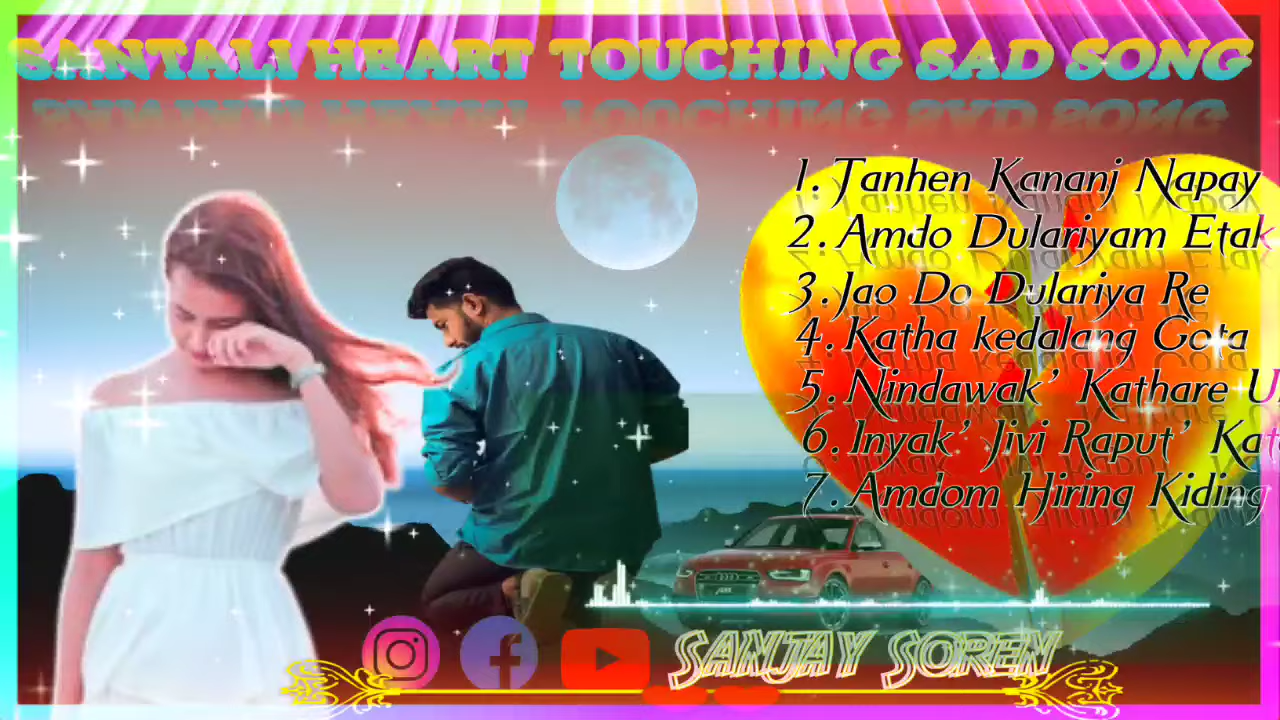 SANTALI HEART TOUCHING SAD SONG
1. Tanhen Kananj Napay
2. Amdo Dulariyam Etak
3. Jao Do Dulariya Re
4. Katha kedalang Gota
5. Nindawak' Kathare
6. Inyak' Jivi Raput'
7. Amdom Hiring Kiding
SANJAY SOREN